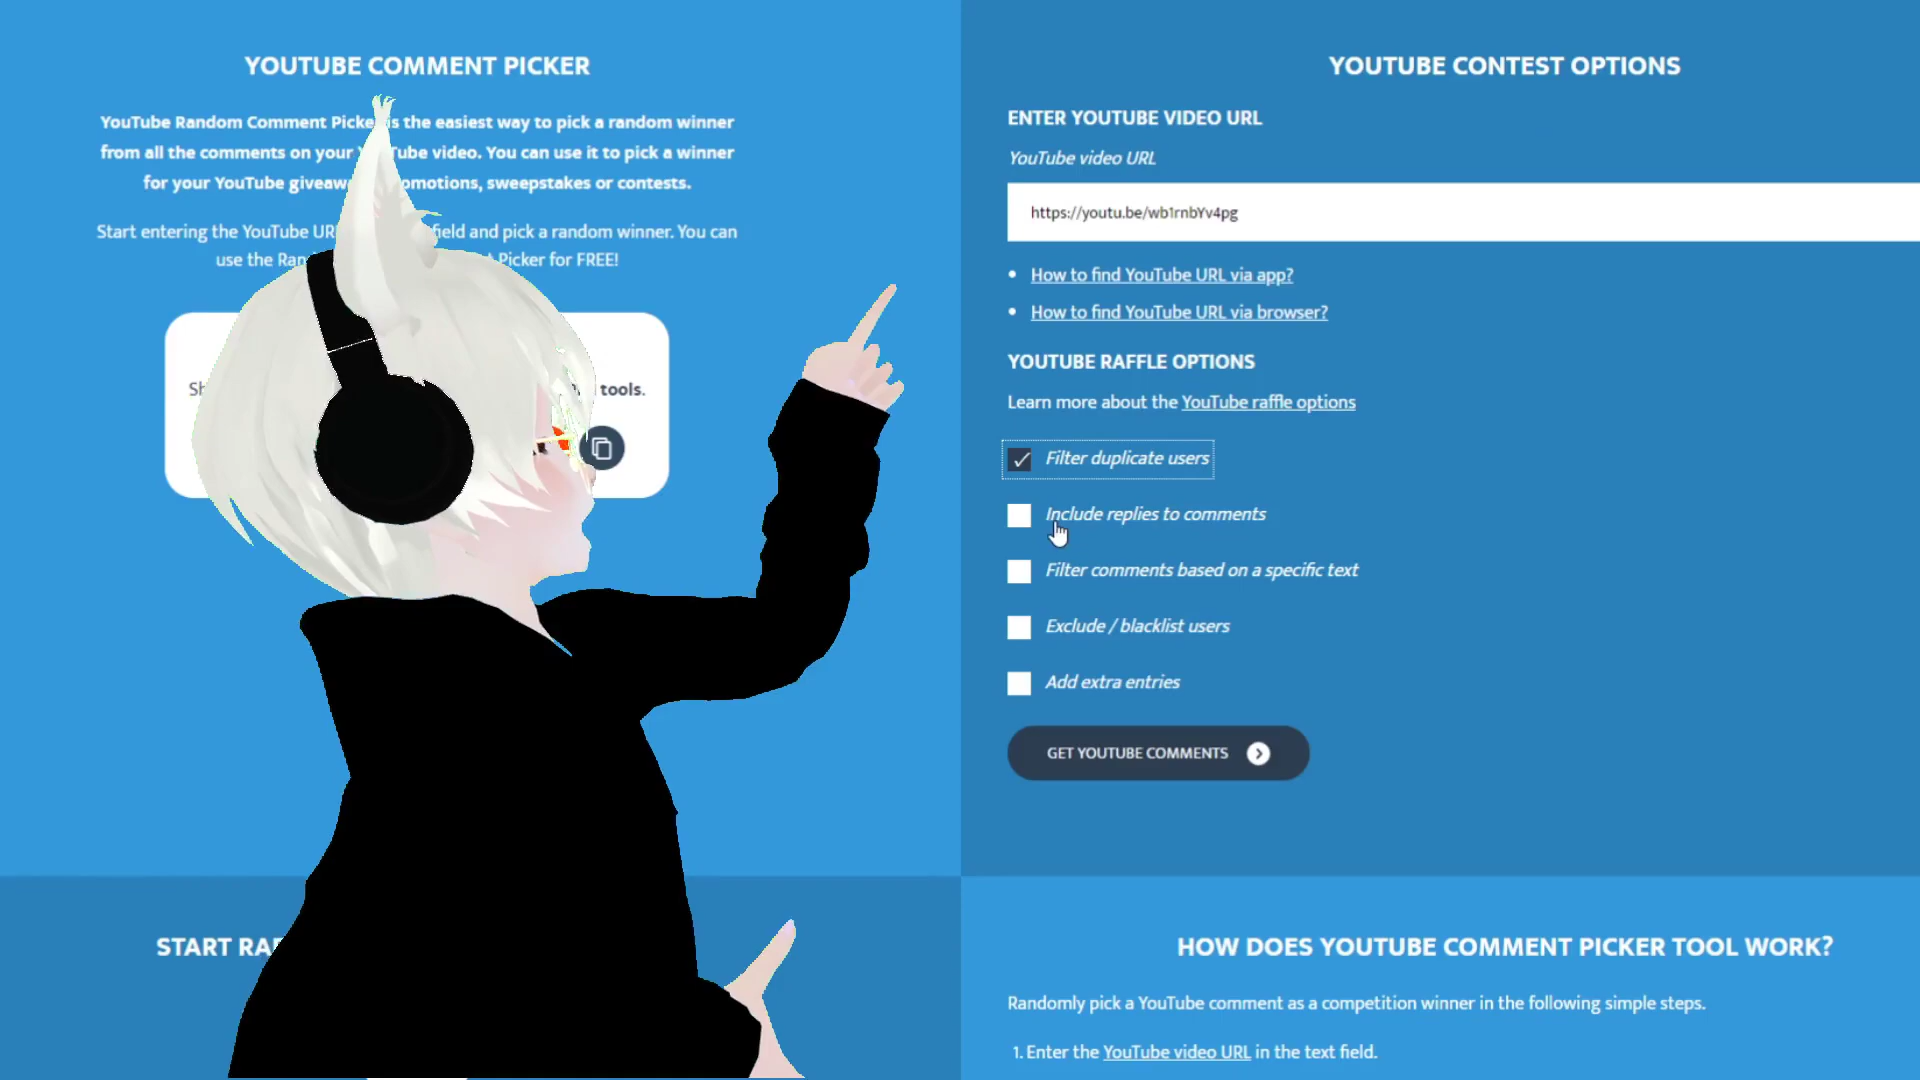 YOUTUBE COMMENT PICKER
YouTube Random Comment is the easiest way to pick a random winner
from all the comments on your Tube video. You can use it to pick a winner
for your YouTube sweepstakes or contests.
Start entering the YouTube field and pick a random winner. You can
use the Picker for FREE!
tools.
START
YOUTUBE CONTEST OPTIONS
ENTER YOUTUBE VIDEO URL
YouTube video URL
https://youtu.be/wb1rnbYv4pg
• How to find YouTube URL via app?
• How to find YouTube URL via browser?
YOUTUBE RAFFLE OPTIONS
Learn more about the YouTube raffle options
Filter duplicate users
Include replies to comments
Filter comments based on a specific text
Exclude / blacklist users
Add extra entries
GET YOUTUBE COMMENTS
HOW DOES YOUTUBE COMMENT PICKER TOOL WORK?
Randomly pick a YouTube comment as a competition winner in the following simple steps.
1. Enter the YouTube video URL in the text field.